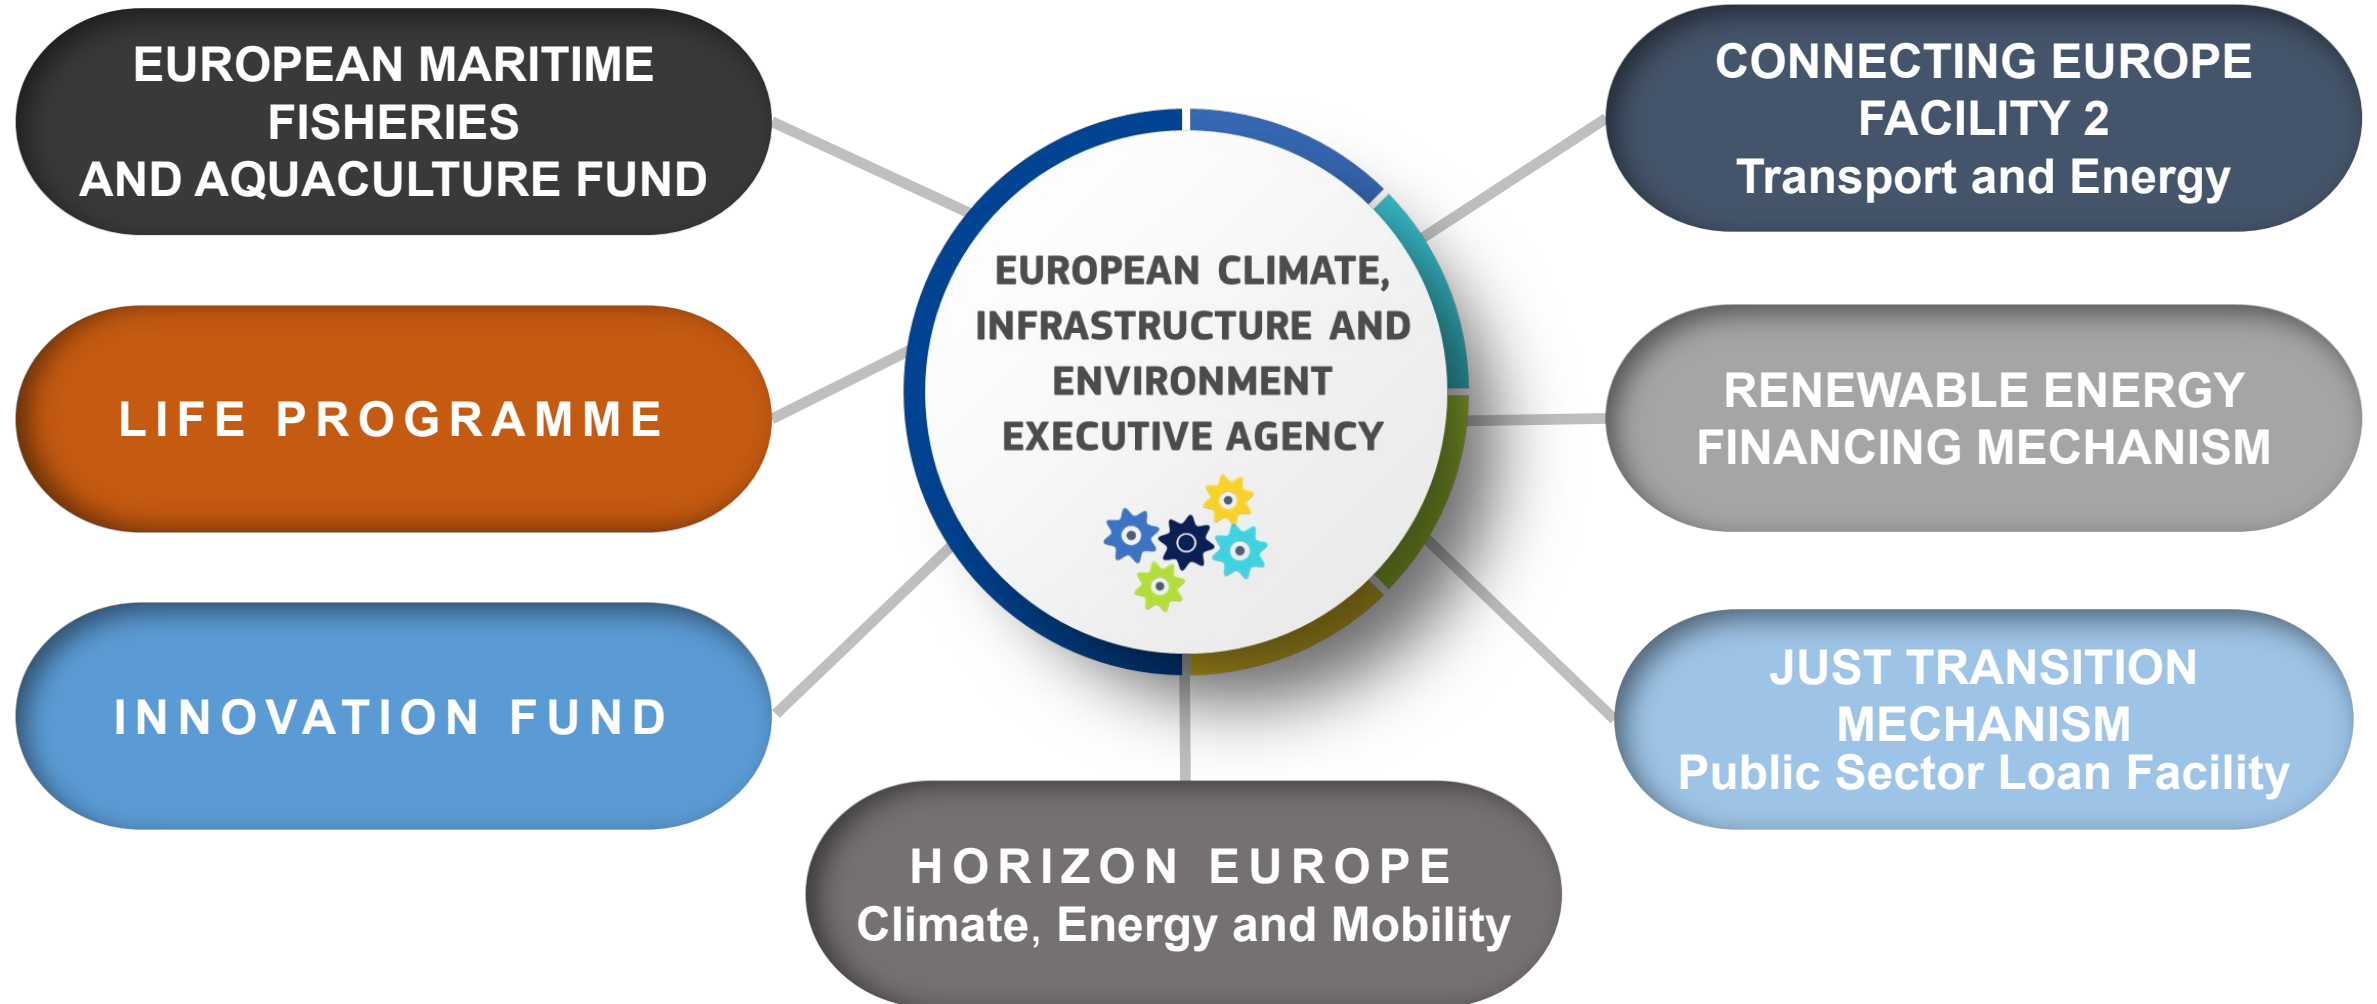 EUROPEAN MARITIME
FISHERIES
AND AQUACULTURE FUND
LIFE PROGRAMME
INNOVATION FUND
EUROPEAN CLIMATE,
INFRASTRUCTURE AND
ENVIRONMENT
EXECUTIVE AGENCY
HORIZON EUROPE
Climate, Energy and Mobility
CONNECTING EUROPE
FACILITY 2
Transport and Energy
RENEWABLE ENERGY
FINANCING MECHANISM
JUST TRANSITION
MECHANISM
Public Sector Loan Facility